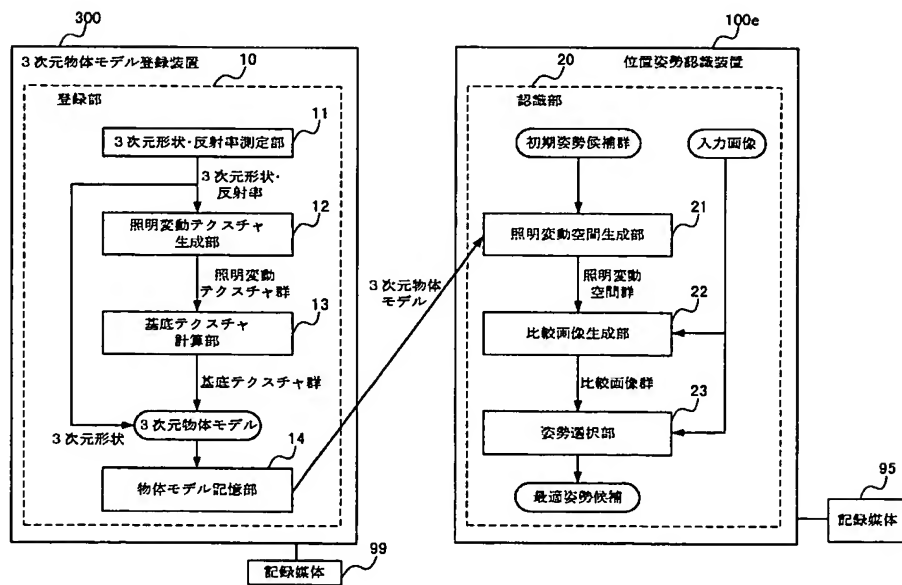 300
3次元物体モデル登録装置
10
登録部
11
3次元形状・反射率測定部
3次元形状・
反射率
12
照明変動テクスチャ
生成部
照明変動
テクスチャ群
13
基底テクスチャ
計算部
基底テクスチャ群
3次元物体モデル
3次元形状
14
物体モデル記憶部
99
記録媒体
3次元物体
モデル
100e
位置姿勢認識装置
20
認識部
初期姿勢候補群
入力画像
21
照明変動空間生成部
照明変動
空間群
22
比較画像生成部
比較画像群
23
姿勢選択部
最適姿勢候補
95
記録媒体